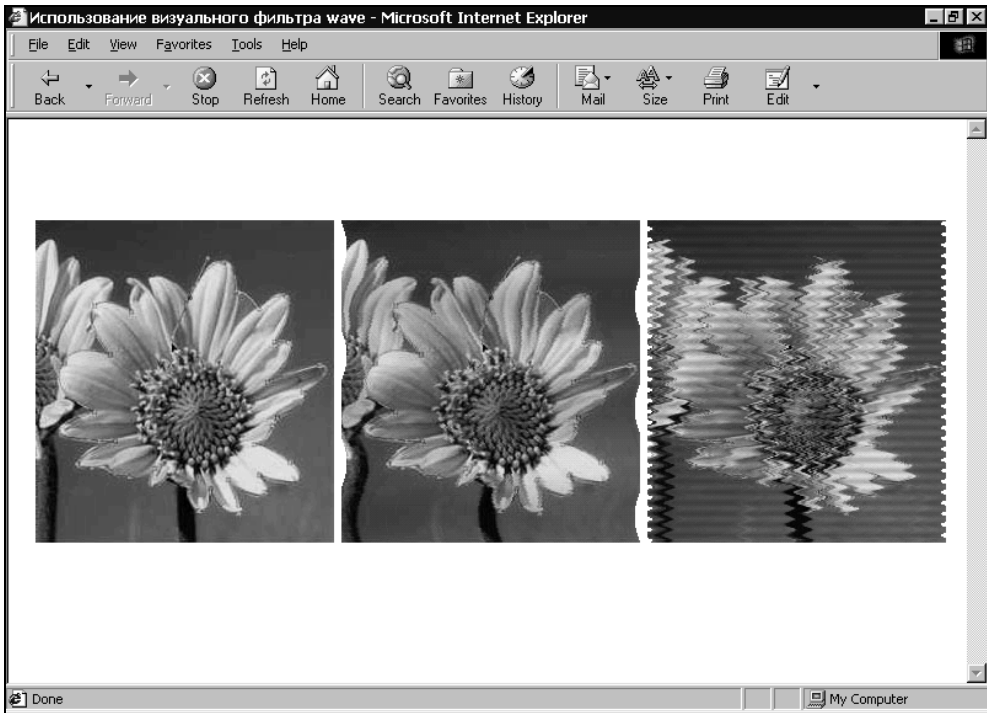 Использование визуального фильтра wave - Microsoft Internet Explorer
File Edit View Favorites Tools Help
Back Forward Stop Refresh Home Search Favorites History Mail Size Print Edit
Done My Computer